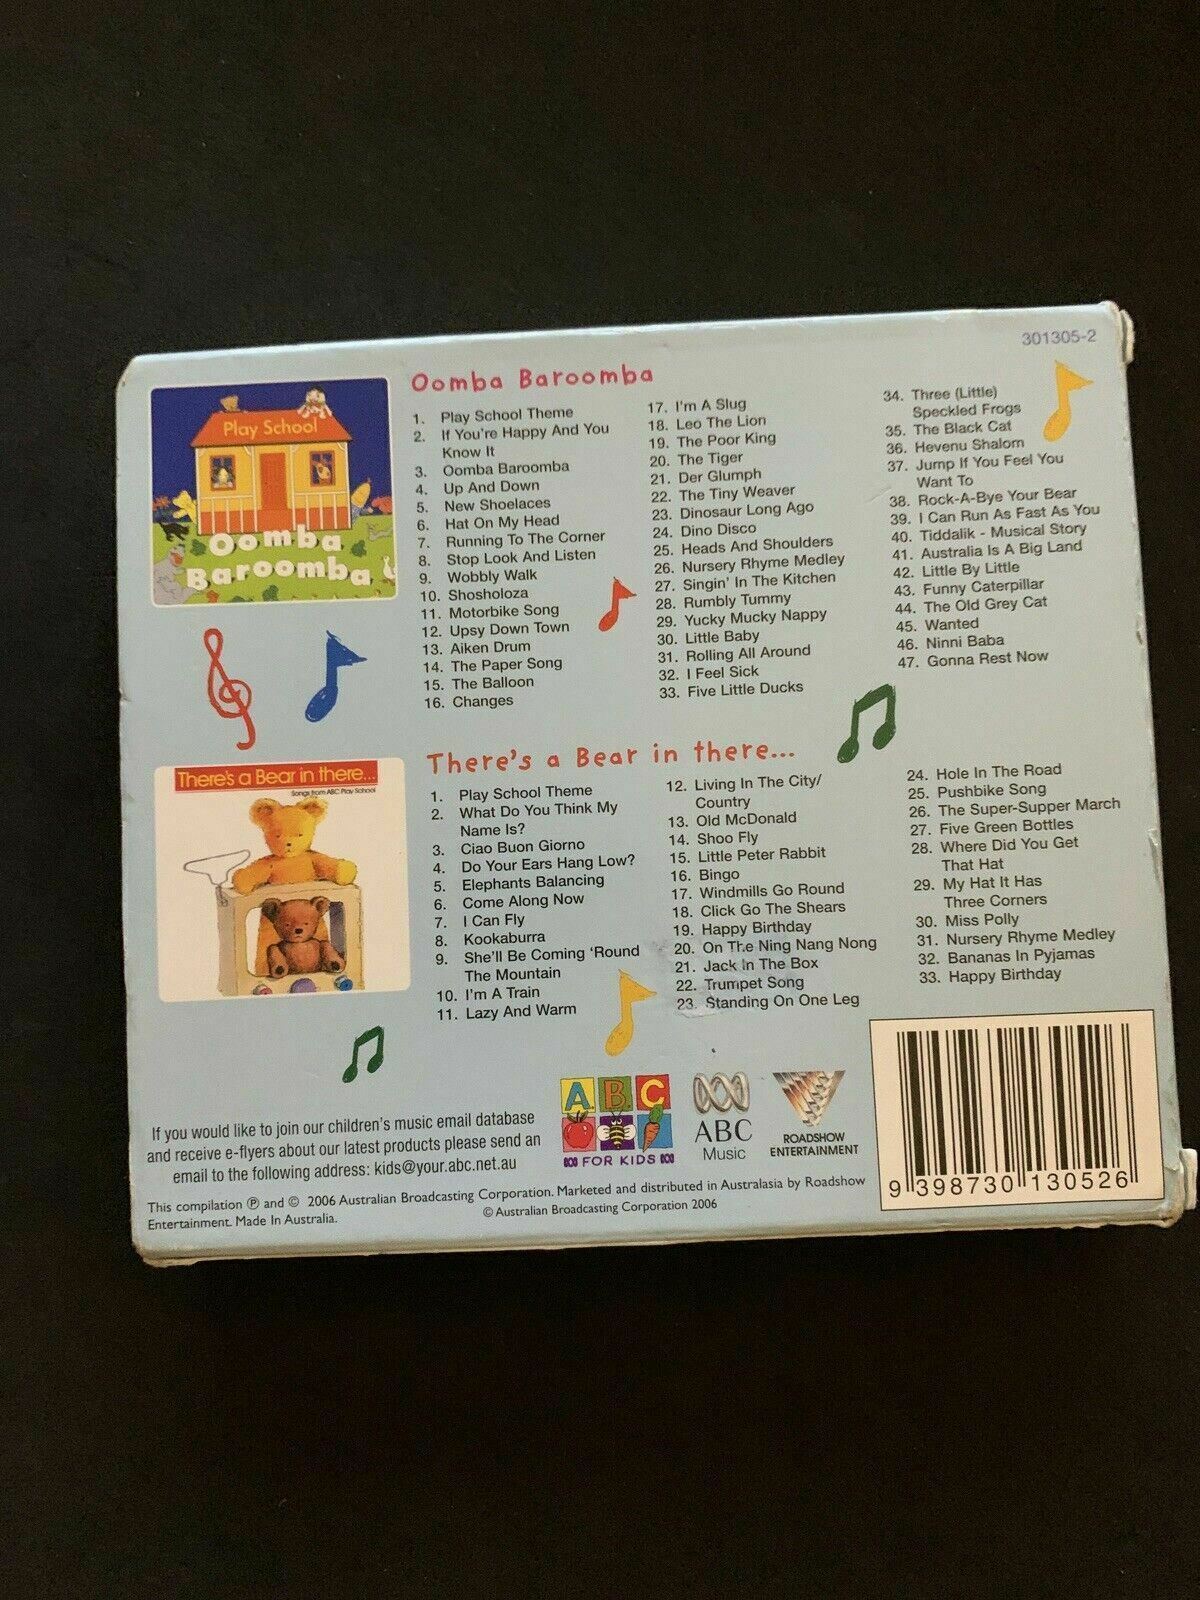 301305-2
Play School
Oomba
Baroomba
Oomba Baroomba
1. Play School Theme
2. If You're Happy And You
Know It
3. Oomba Baroomba
4. Up And Down
5. New Shoelaces
6. Hat On My Head
7. Running To The Corner
8. Stop Look And Listen
9. Wobbly Walk
10. Shosholoza
11. Motorbike Song
12. Upsy Down Town
13. Aiken Drum
14. The Paper Song
15. The Balloon
16. Changes
17. I'm A Slug
18. Leo The Lion
19. The Poor King
20. The Tiger
21. Der Glumph
22. The Tiny Weaver
23. Dinosaur Long Ago
24. Dino Disco
25. Heads And Shoulders
26. Nursery Rhyme Medley
27. Singin' In The Kitchen
28. Rumbly Tummy
29. Yucky Mucky Nappy
30. Little Baby
31. Rolling All Around
32. I Feel Sick
33. Five Little Ducks
34. Three (Little)
Speckled Frogs
35. The Black Cat
36. Hevenu Shalom
37. Jump If You Feel You
Want To
38. Rock-A-Bye Your Bear
39. I Can Run As Fast As You
40. Tiddalik - Musical Story
41. Australia Is A Big Land
42. Little By Little
43. Funny Caterpillar
44. The Old Grey Cat
45. Wanted
46. Ninni Baba
47. Gonna Rest Now
There's a Bear in there...
Songs from ABC Play School
There's a Bear in there...
1. Play School Theme
2. What Do You Think My
Name Is?
3. Ciao Buon Giorno
4. Do Your Ears Hang Low?
5. Elephants Balancing
6. Come Along Now
7. I Can Fly
8. Kookaburra
9. She'll Be Coming 'Round
The Mountain
10. I'm A Train
11. Lazy And Warm
12. Living In The City/
Country
13. Old McDonald
14. Shoo Fly
15. Little Peter Rabbit
16. Bingo
17. Windmills Go Round
18. Click Go The Shears
19. Happy Birthday
20. On The Ning Nang Nong
21. Jack In The Box
22. Trumpet Song
23. Standing On One Leg
24. Hole In The Road
25. Pushbike Song
26. The Super-Supper March
27. Five Green Bottles
28. Where Did You Get
That Hat
29. My Hat It Has
Three Corners
30. Miss Polly
31. Nursery Rhyme Medley
32. Bananas In Pyjamas
33. Happy Birthday
If you would like to join our children's music email database
and receive e-flyers about our latest products please send an
email to the following address: kids@your.abc.net.au
A.B.C
FOR KIDS
ABC
Music
ROADSHOW
ENTERTAINMENT
This compilation ℗ and © 2006 Australian Broadcasting Corporation. Marketed and distributed in Australasia by Roadshow
Entertainment. Made In Australia.
© Australian Broadcasting Corporation 2006
9 398730 130526